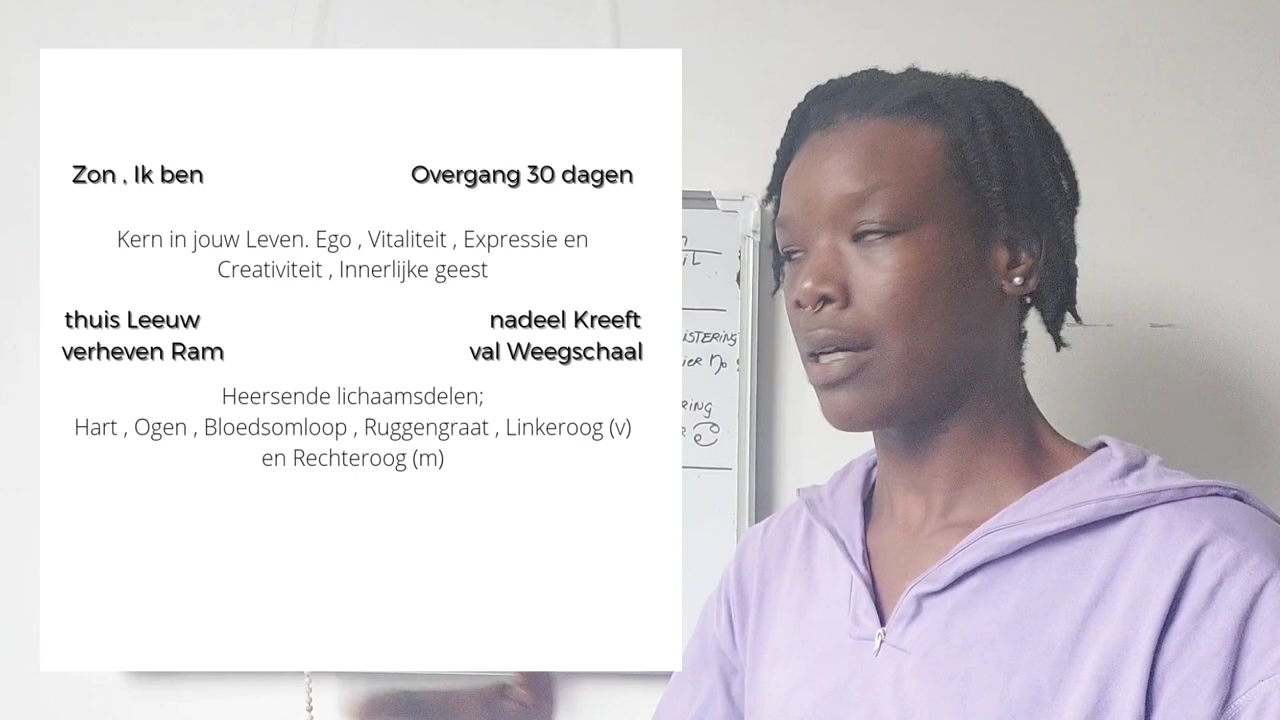 Zon , Ik ben
Overgang 30 dagen
Kern in jouw Leven. Ego , Vitaliteit , Expressie en
Creativiteit , Innerlijke geest
thuis Leeuw
nadeel Kreeft
verheven Ram
val Weegschaal
Heersende lichaamsdelen;
Hart , Ogen , Bloedsomloop , Ruggengraat , Linkeroog (v)
en Rechteroog (m)